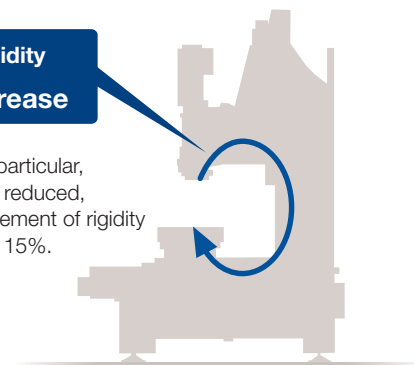 idity
rease
particular,
reduced,
ement of rigidity
15%.